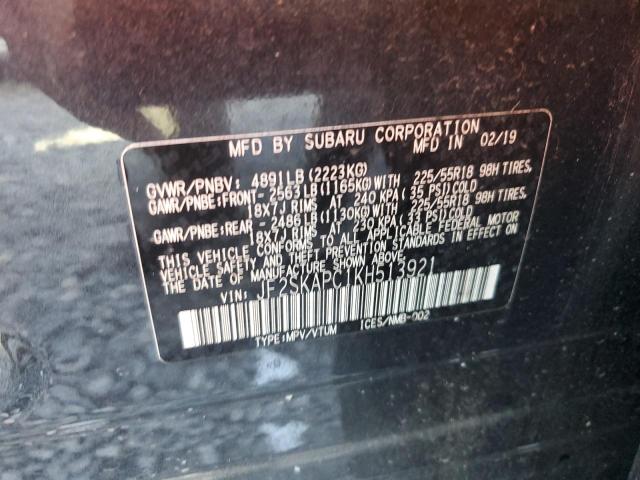 MFD BY SUBARU CORPORATION
MFD IN 02/19
GVWR/PNBV: 4891LB(2223KG)
GAWR/PNBE:FRONT- 2563LB(1165KG)WITH 225/55R18 98H TIRES,
18X7J RIMS AT 240 KPA(35 PSI)COLD
GAWR/PNBE:REAR - 2486LB(1130KG)WITH 225/55R18 98H TIRES,
18X7J RIMS AT 230 KPA(33 PSI)COLD
THIS VEHICLE CONFORMS TO ALL APPLICABLE FEDERAL MOTOR
VEHICLE SAFETY, AND THEFT PREVENTION STANDARDS IN EFFECT ON
THE DATE OF MANUFACTURE SHOWN ABOVE.
VIN: JF2SKAPC1KH513921
TYPE:MPV/VTUM ICES/NMB-002